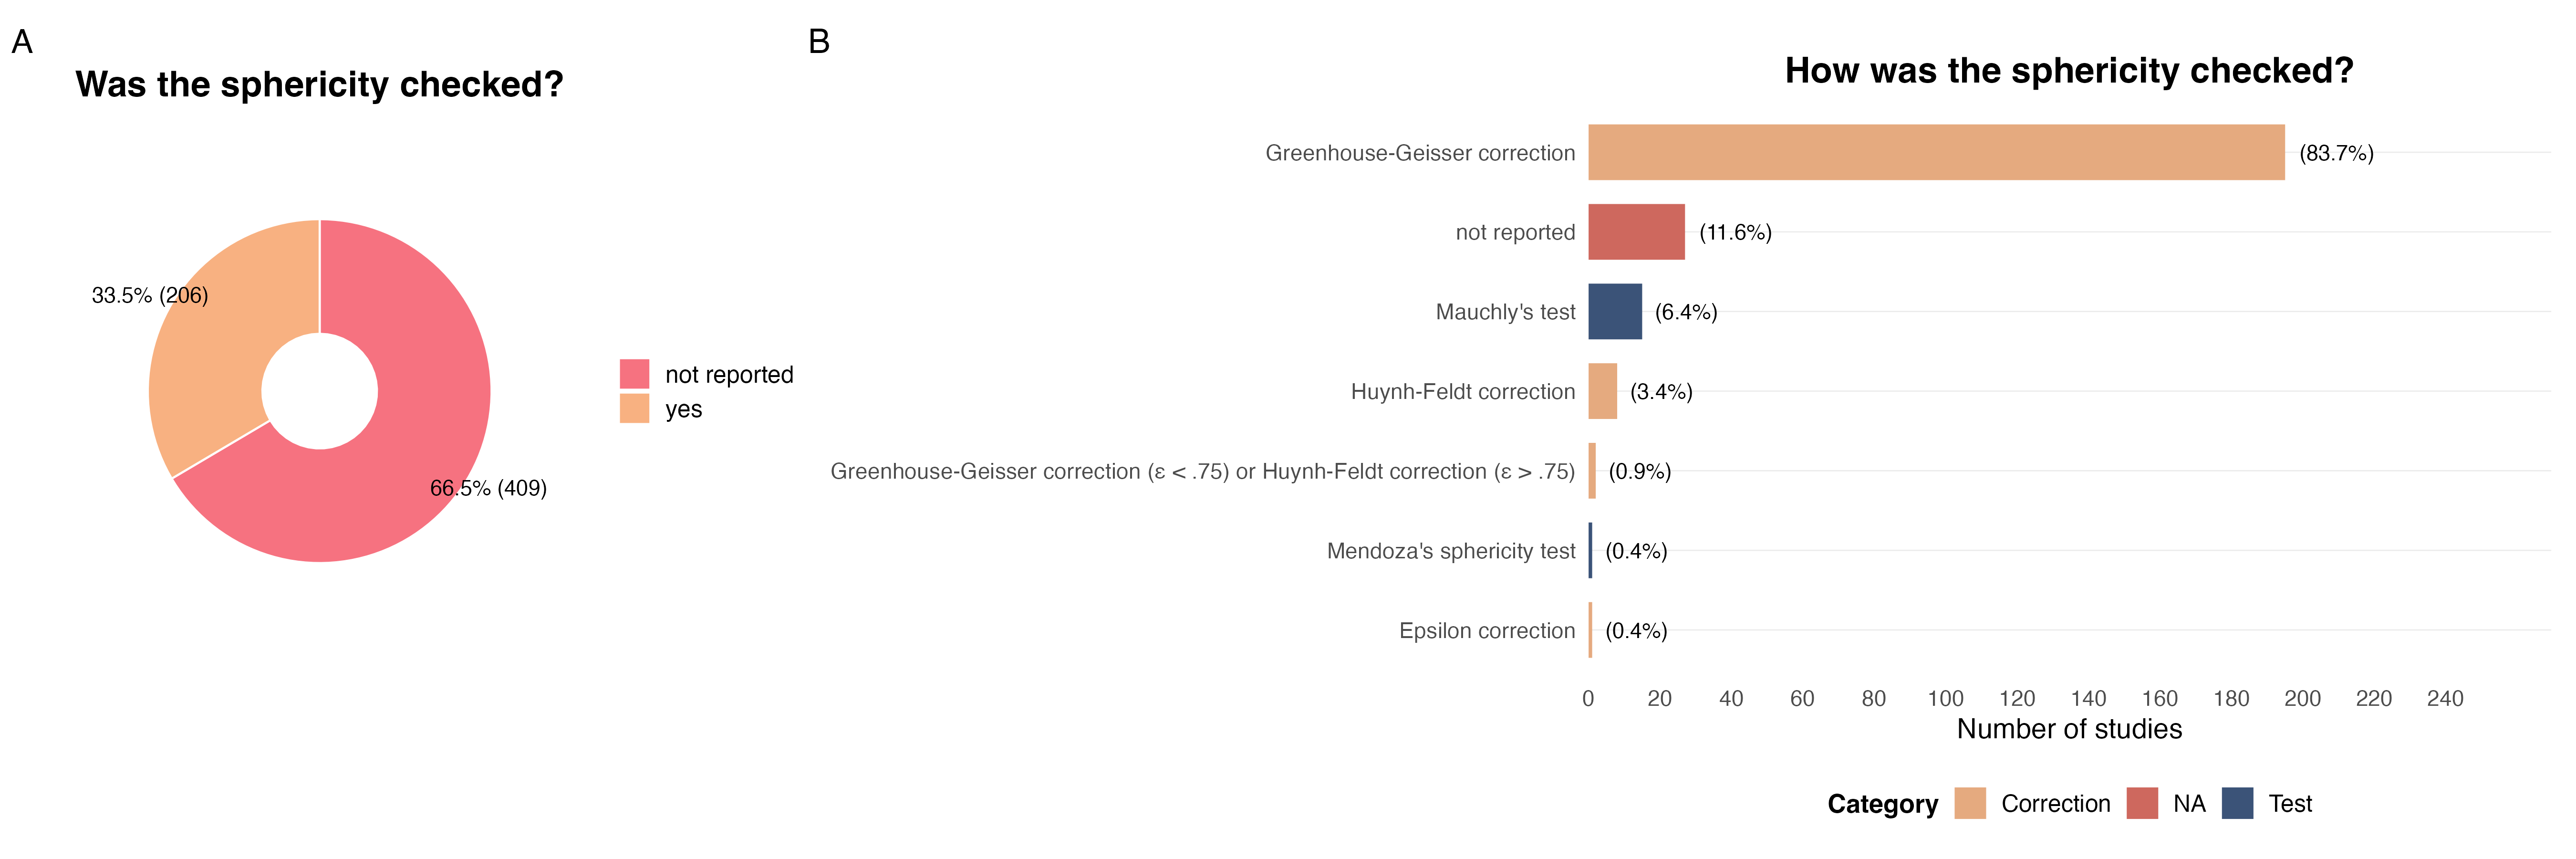 A
Was the sphericity checked?
33.5% (206)
66.5% (409)
not reported
yes
B
How was the sphericity checked?
Greenhouse-Geisser correction (83.7%)
not reported (11.6%)
Mauchly's test (6.4%)
Huynh-Feldt correction (3.4%)
Greenhouse-Geisser correction (ε < .75) or Huynh-Feldt correction (ε > .75) (0.9%)
Mendoza's sphericity test (0.4%)
Epsilon correction (0.4%)
0 20 40 60 80 100 120 140 160 180 200 220 240
Number of studies
Category Correction NA Test